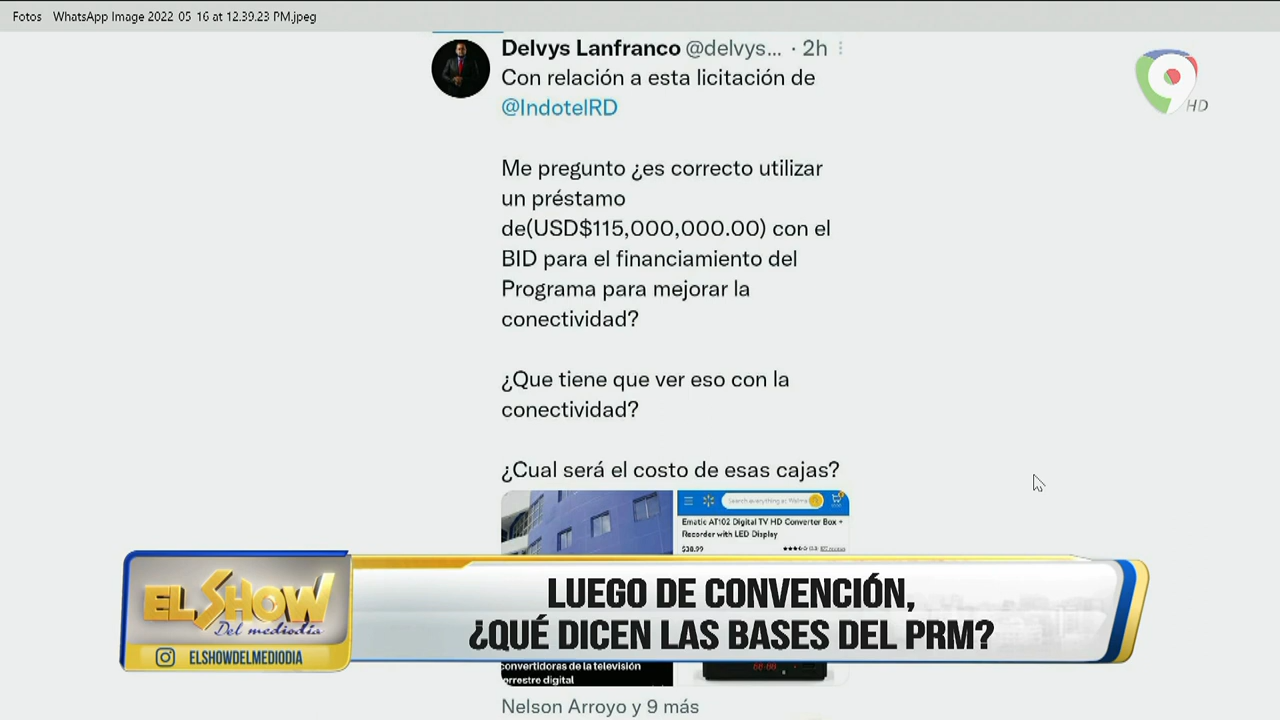 Fotos WhatsApp Image 2022 05 16 at 12.39.23 PM.jpeg
Delvys Lanfranco @delvys... · 2h
Con relación a esta licitación de
@IndotelRD
Me pregunto ¿es correcto utilizar
un préstamo
de(USD$115,000,000.00) con el
BID para el financiamiento del
Programa para mejorar la
conectividad?
¿Que tiene que ver eso con la
conectividad?
¿Cual será el costo de esas cajas?
Ematic AT102 Digital TV HD Converter Box +
Recorder with LED Display
$38.99
convertidoras de la televisión
orrestre digital
Nelson Arroyo y 9 más
9
HD
EL SHOW
Del mediodía
ELSHOWDELMEDIODIA
LUEGO DE CONVENCIÓN,
¿QUÉ DICEN LAS BASES DEL PRM?